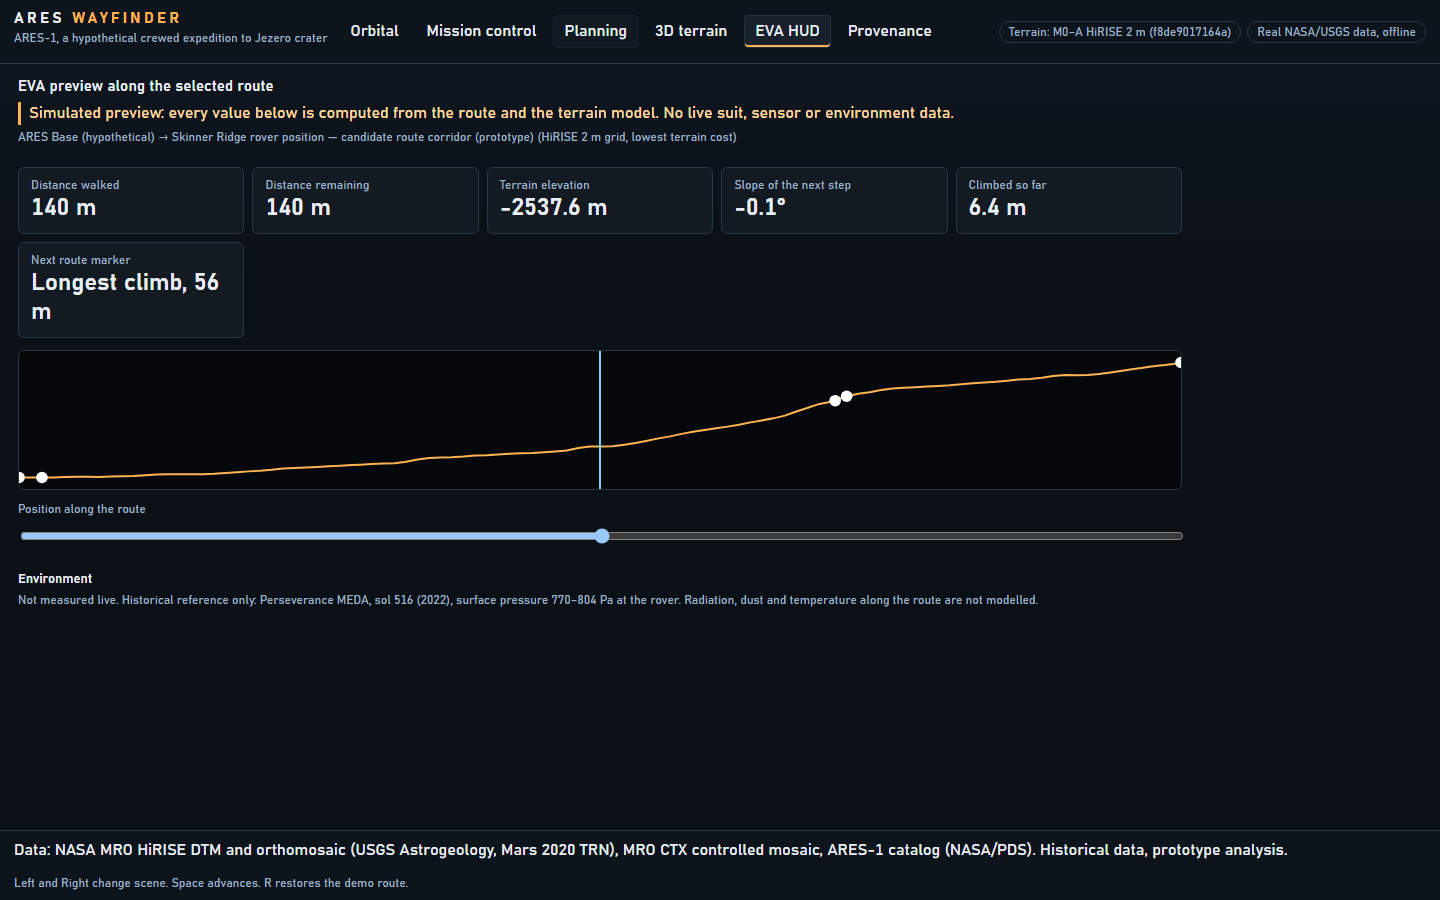 ARES WAYFINDER
ARES-1, a hypothetical crewed expedition to Jezero crater
Orbital
Mission control
Planning
3D terrain
EVA HUD
Provenance
Terrain: M0-A HiRISE 2 m (f8de9017164a)
Real NASA/USGS data, offline
EVA preview along the selected route
Simulated preview: every value below is computed from the route and the terrain model. No live suit, sensor or environment data.
ARES Base (hypothetical) → Skinner Ridge rover position — candidate route corridor (prototype) (HiRISE 2 m grid, lowest terrain cost)
Distance walked
140 m
Distance remaining
140 m
Terrain elevation
-2537.6 m
Slope of the next step
-0.1°
Climbed so far
6.4 m
Next route marker
Longest climb, 56
m
Position along the route
Environment
Not measured live. Historical reference only: Perseverance MEDA, sol 516 (2022), surface pressure 770–804 Pa at the rover. Radiation, dust and temperature along the route are not modelled.
Data: NASA MRO HiRISE DTM and orthomosaic (USGS Astrogeology, Mars 2020 TRN), MRO CTX controlled mosaic, ARES-1 catalog (NASA/PDS). Historical data, prototype analysis.
Left and Right change scene. Space advances. R restores the demo route.